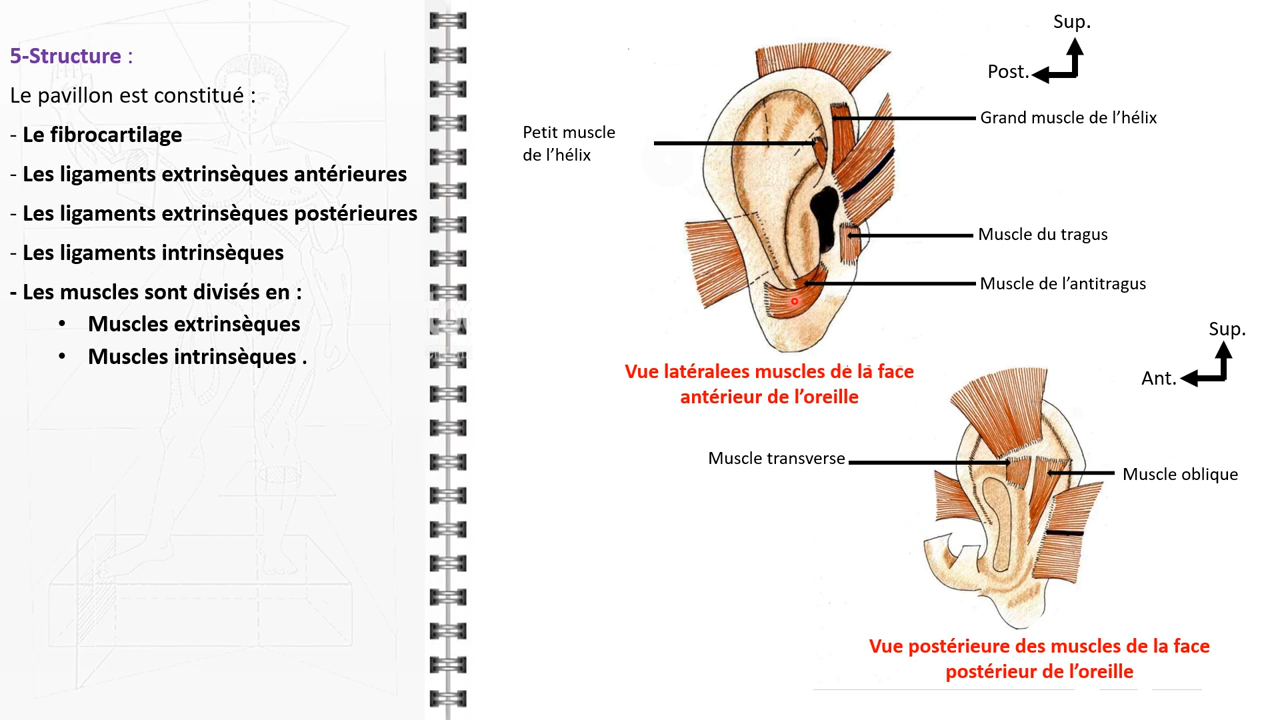 5-Structure :
Le pavillon est constitué :
- Le fibrocartilage
- Les ligaments extrinsèques antérieures
- Les ligaments extrinsèques postérieures
- Les ligaments intrinsèques
- Les muscles sont divisés en :
• Muscles extrinsèques
• Muscles intrinsèques .
Sup.
Post.
Petit muscle
de l’hélix
Grand muscle de l’hélix
Muscle du tragus
Muscle de l’antitragus
Vue latéralees muscles de la face
antérieur de l’oreille
Sup.
Ant.
Muscle transverse
Muscle oblique
Vue postérieure des muscles de la face
postérieur de l’oreille